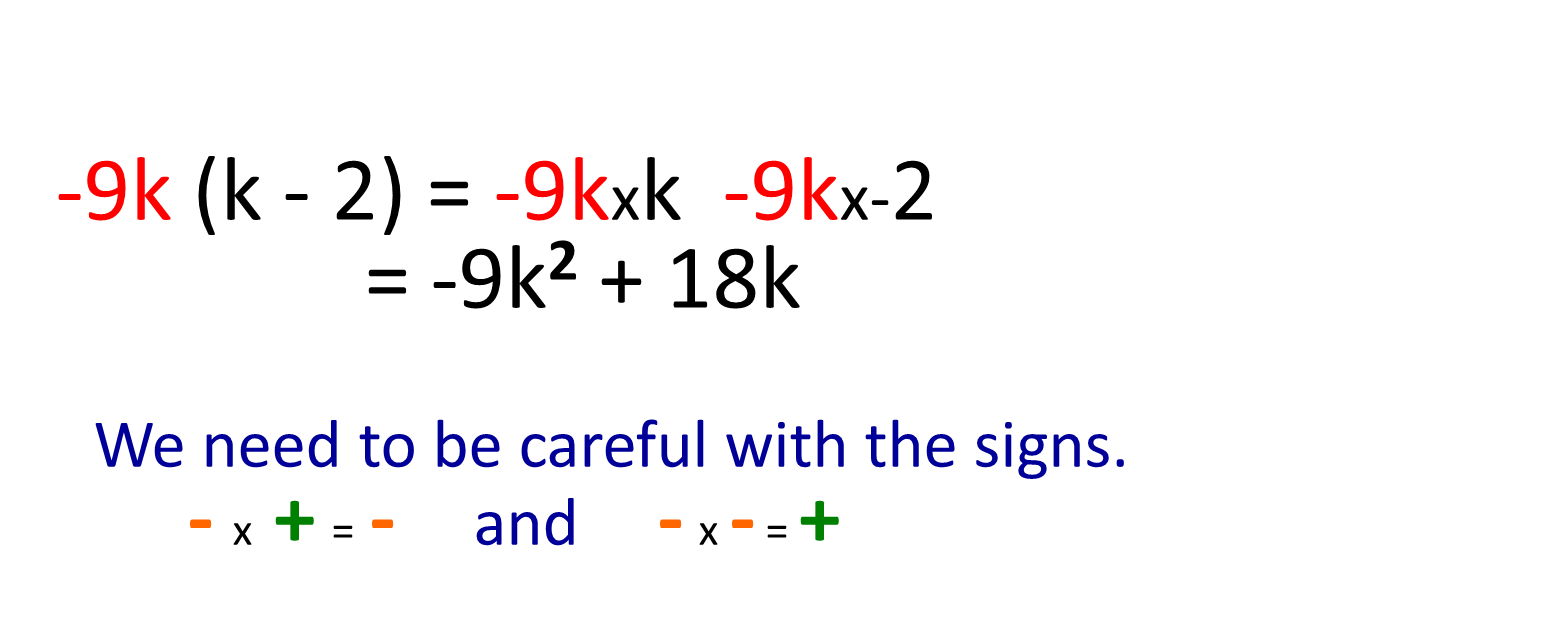 -9k (k - 2) = -9kxk -9kx-2
= -9k² + 18k
We need to be careful with the signs.
- x + = - and - x - = +